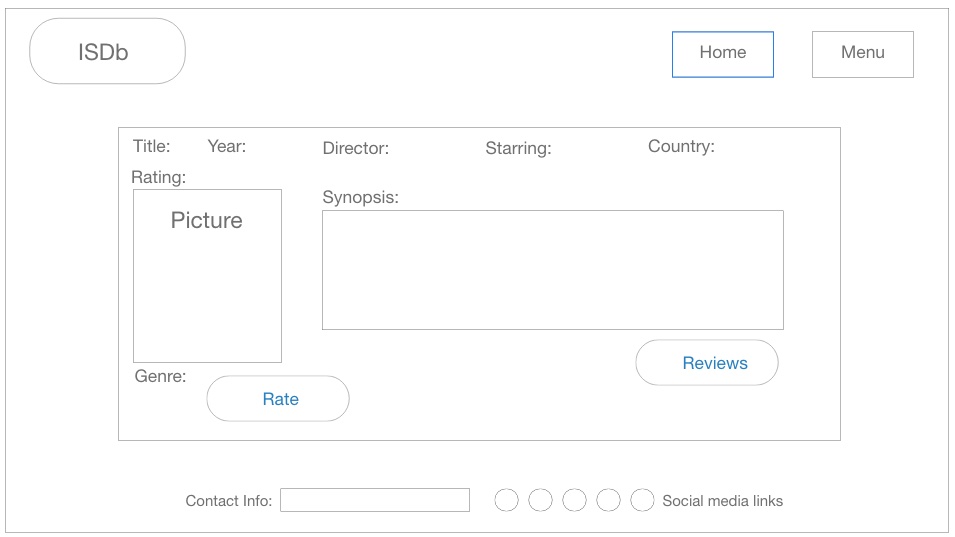 ISDb
Home
Menu
Title:
Year:
Director:
Starring:
Country:
Rating:
Picture
Synopsis:
Reviews
Genre:
Rate
Contact Info:
Social media links